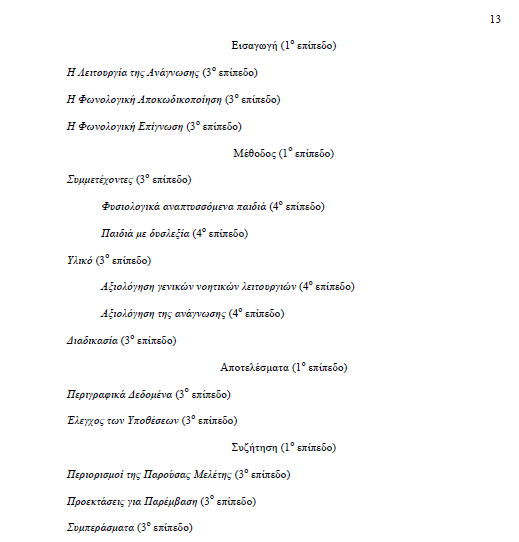 13
Εισαγωγή (1ο επίπεδο)
Η Λειτουργία της Ανάγνωσης (3ο επίπεδο)
Η Φωνολογική Αποκωδικοποίηση (3ο επίπεδο)
Η Φωνολογική Επίγνωση (3ο επίπεδο)
Μέθοδος (1ο επίπεδο)
Συμμετέχοντες (3ο επίπεδο)
Φυσιολογικά αναπτυσσόμενα παιδιά (4ο επίπεδο)
Παιδιά με δυσλεξία (4ο επίπεδο)
Υλικό (3ο επίπεδο)
Αξιολόγηση γενικών νοητικών λειτουργιών (4ο επίπεδο)
Αξιολόγηση της ανάγνωσης (4ο επίπεδο)
Διαδικασία (3ο επίπεδο)
Αποτελέσματα (1ο επίπεδο)
Περιγραφικά Δεδομένα (3ο επίπεδο)
Έλεγχος των Υποθέσεων (3ο επίπεδο)
Συζήτηση (1ο επίπεδο)
Περιορισμοί της Παρούσας Μελέτης (3ο επίπεδο)
Προεκτάσεις για Παρέμβαση (3ο επίπεδο)
Συμπεράσματα (3ο επίπεδο)